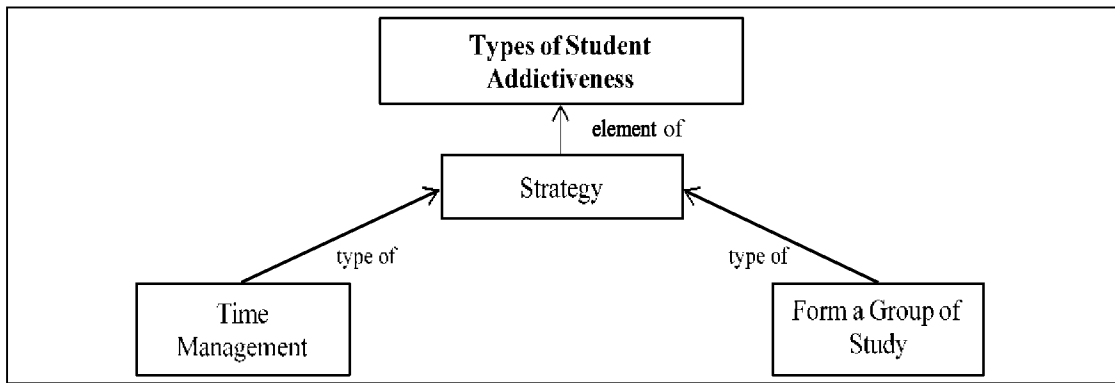 Types of Student
Addictiveness
element of
Strategy
type of
type of
Time
Management
Form a Group of
Study